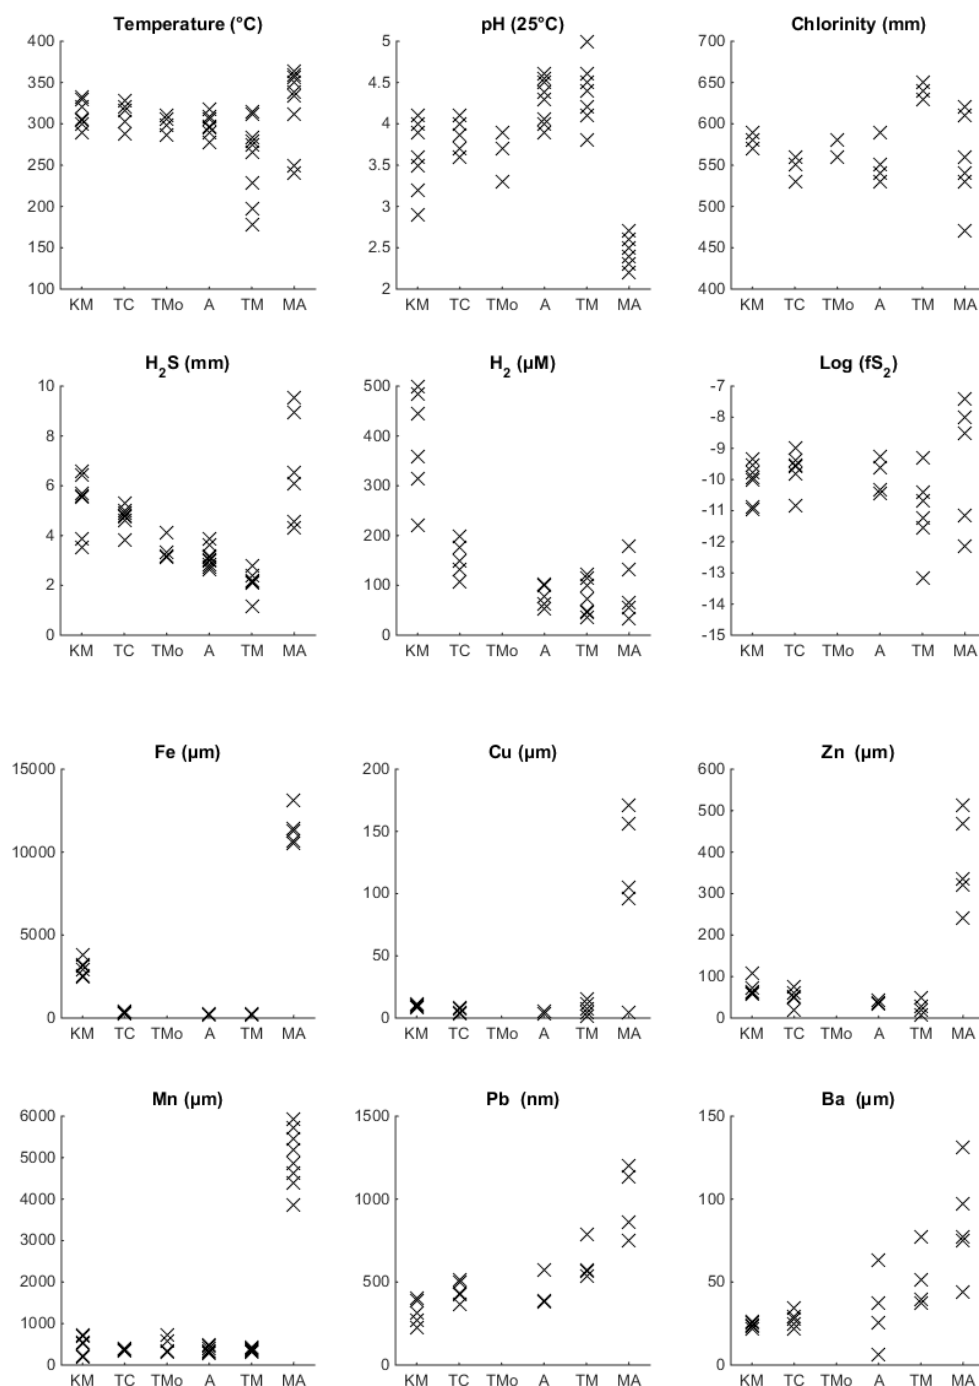 Temperature (°C) pH (25°C) Chlorinity (mm)
400 5 700
350 4.5 650
300 4 600
250 3.5 550
200 3 500
150 2.5 450
100 2 400
KM TC TMo A TM MA KM TC TMo A TM MA KM TC TMo A TM MA
H₂S (mm) H₂ (µM) Log (fS₂)
10 500 -7
8 400 -8
6 300 -9
4 200 -10
2 100 -11
0 0 -12
-13
-14
-15
KM TC TMo A TM MA KM TC TMo A TM MA KM TC TMo A TM MA
Fe (µm) Cu (µm) Zn (µm)
15000 200 600
10000 150 500
5000 100 400
0 50 300
0 200
100
0
KM TC TMo A TM MA KM TC TMo A TM MA KM TC TMo A TM MA
Mn (µm) Pb (nm) Ba (µm)
6000 1500 150
5000 1000 100
4000 500 50
3000 0 0
2000
1000
0
KM TC TMo A TM MA KM TC TMo A TM MA KM TC TMo A TM MA